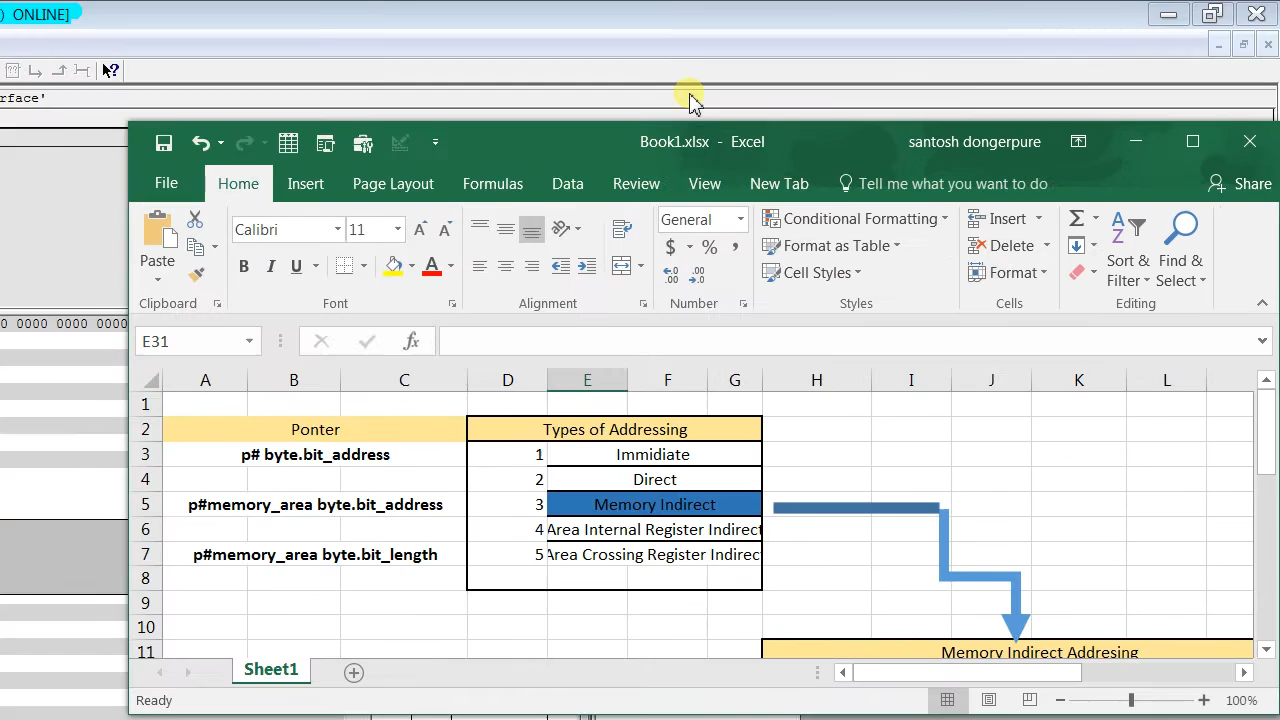 ) ONLINE]
rface'
Book1.xlsx - Excel
santosh dongerpure
File Home Insert Page Layout Formulas Data Review View New Tab Tell me what you want to do Share
Paste
Calibri 11
B I U A
General
$ % ,
Conditional Formatting
Format as Table
Cell Styles
Insert
Delete
Format
Sort & Filter
Find & Select
Clipboard Font Alignment Number Styles Cells Editing
E31 fx
A B C D E F G H I J K L
1
2 Ponter Types of Addressing
3 p# byte.bit_address 1 Immidiate
4 2 Direct
5 p#memory_area byte.bit_address 3 Memory Indirect
6 4 Area Internal Register Indirect
7 p#memory_area byte.bit_length 5 Area Crossing Register Indirec
8
9
10
11 Memory Indirect Addresing
0 0000 0000 0000
Sheet1
Ready 100%